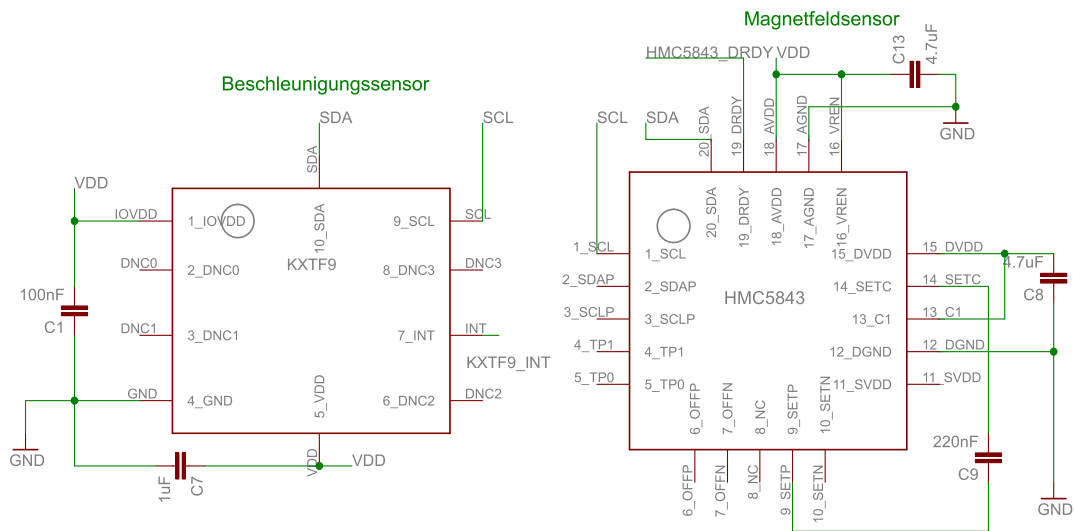 Magnetfeldsensor
Beschleunigungssensor
HMC5843_DRDY VDD
C13
4.7uF
GND
SDA
SCL
SCL
SDA
SDA
20_SDA
19_DRDY
18_AVDD
17_AGND
16_VREN
VDD
IOVDD
1_IOVDD
10_SDA
9_SCL
SCL
KXTF9
DNC0
2_DNC0
8_DNC3
DNC3
100nF
C1
DNC1
3_DNC1
7_INT
INT
KXTF9_INT
GND
4_GND
5_VDD
6_DNC2
DNC2
GND
VDD
VDD
1uF
C7
20_SDA
19_DRDY
18_AVDD
17_AGND
16_VREN
1_SCL
1_SCL
15_DVDD
15_DVDD
2_SDAP
2_SDAP
HMC5843
14_SETC
14_SETC
4.7uF
C8
3_SCLP
3_SCLP
13_C1
13_C1
4_TP1
4_TP1
12_DGND
12_DGND
5_TP0
5_TP0
11_SVDD
11_SVDD
6_OFFP
7_OFFN
8_NC
9_SETP
10_SETN
6_OFFP
7_OFFN
8_NC
9_SETP
10_SETN
220nF
C9
GND